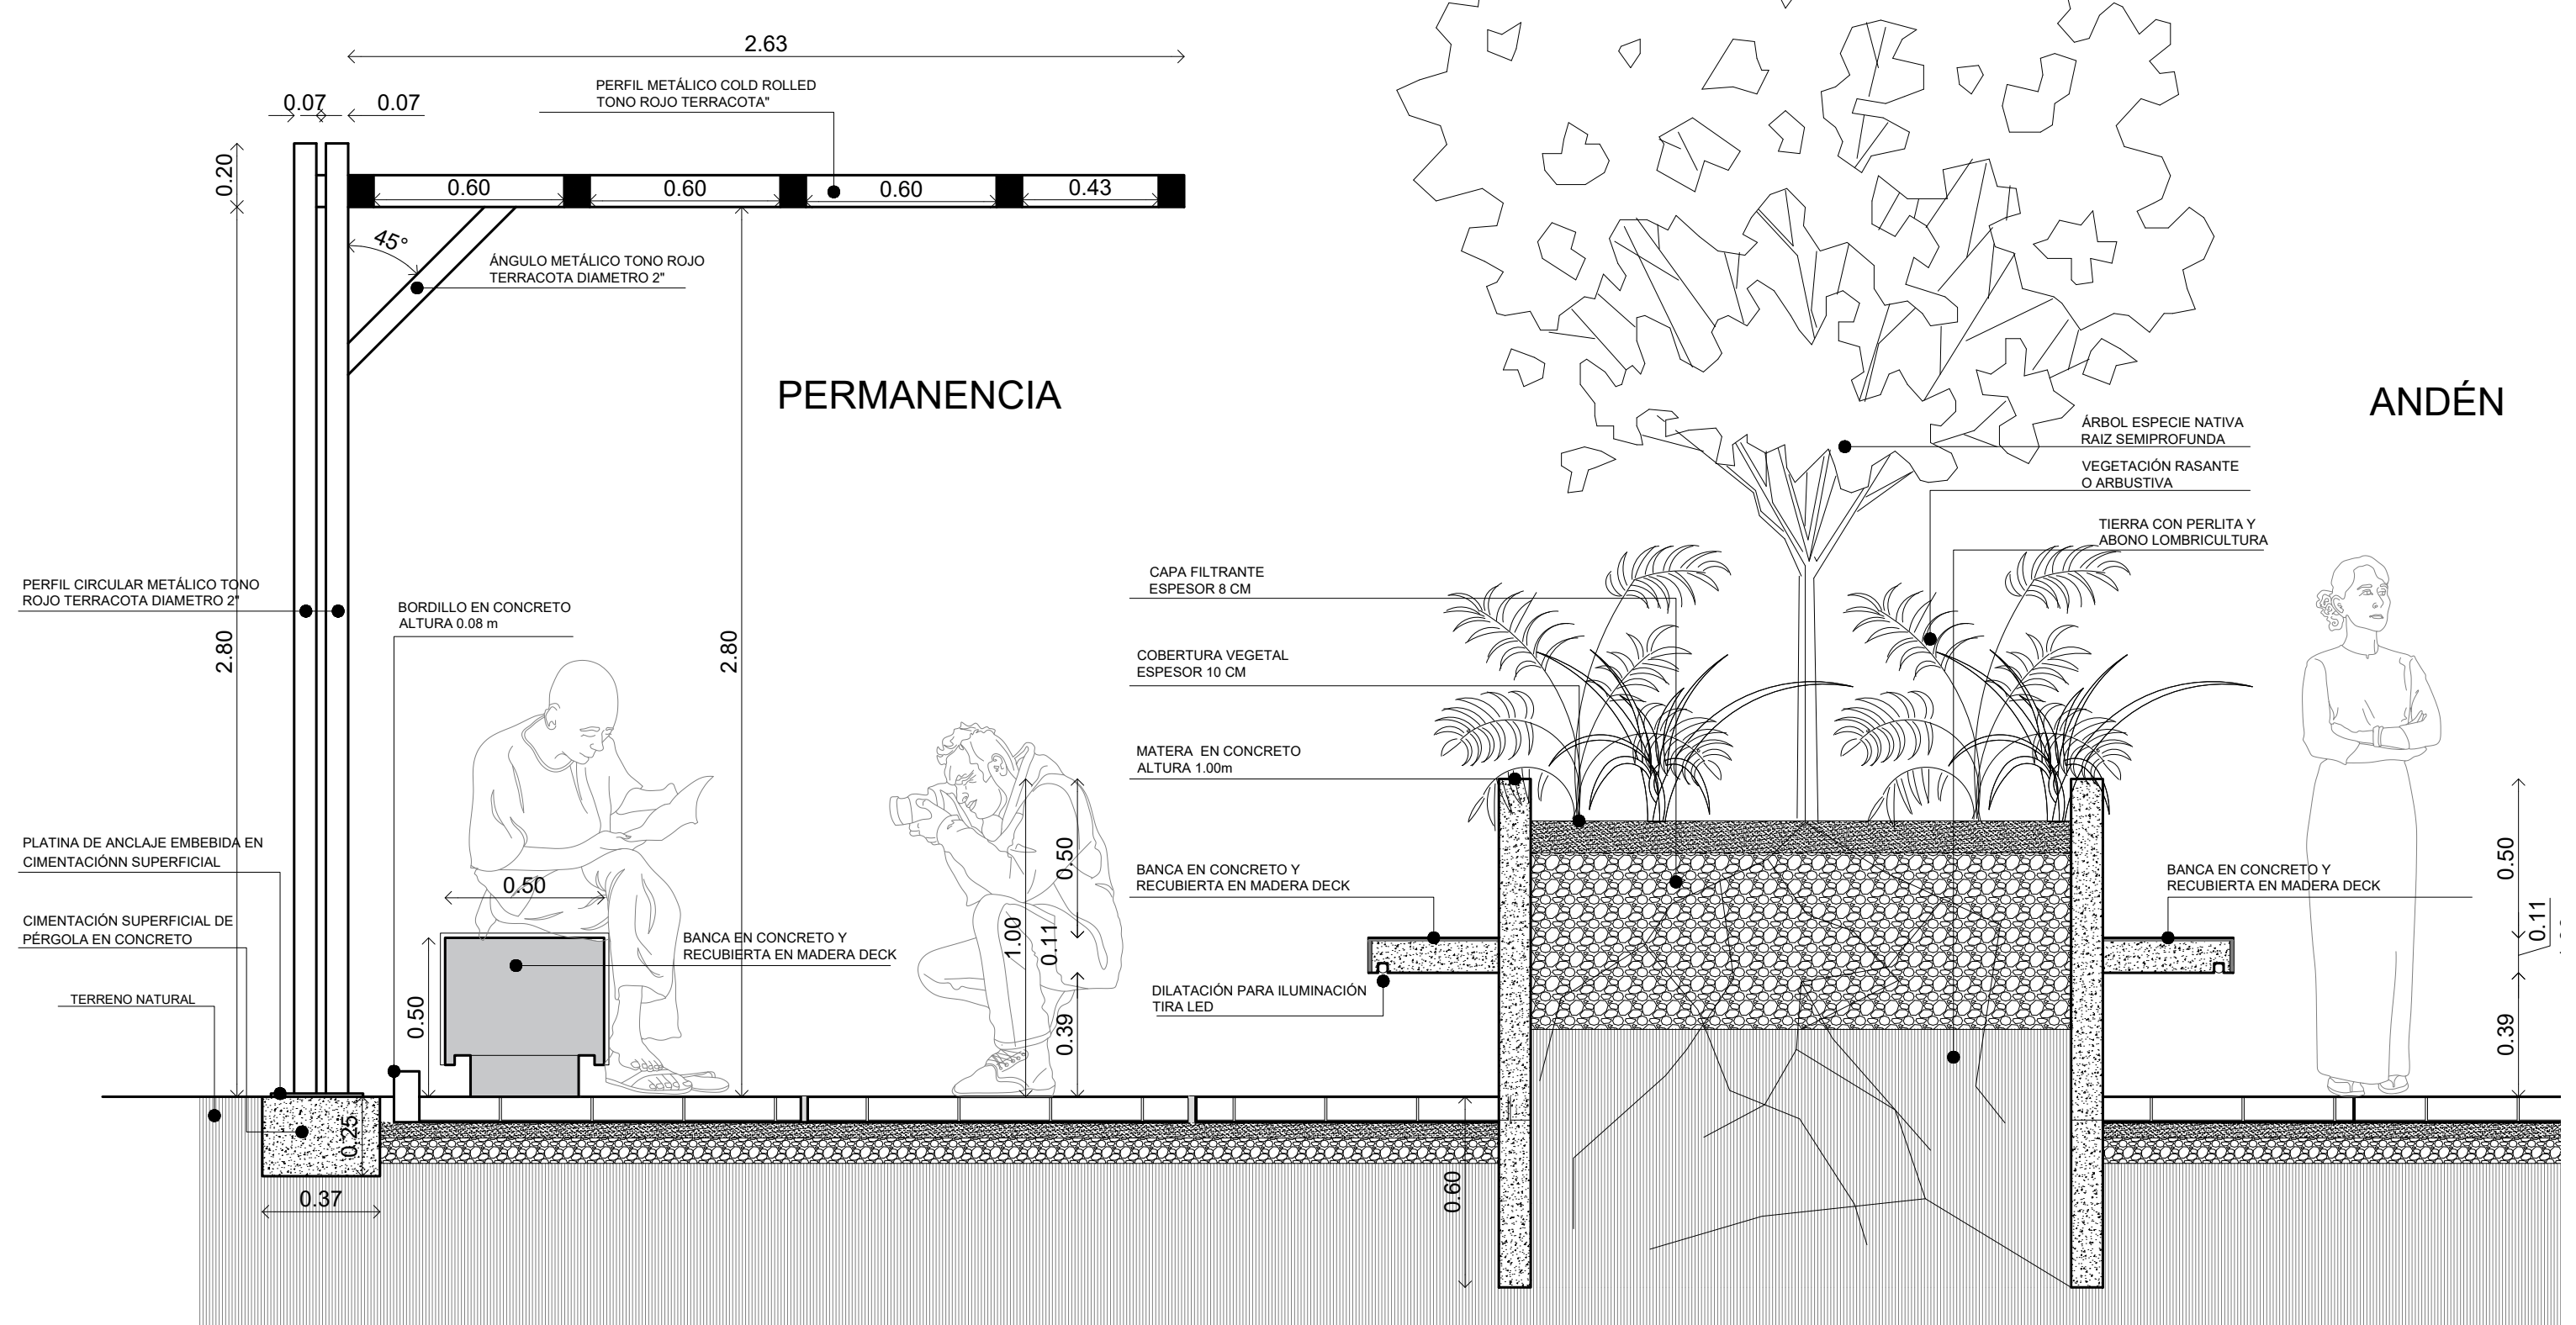 2.63
PERFIL METÁLICO COLD ROLLED
TONO ROJO TERRACOTA"
0.07
0.07
0.20
0.60
0.60
0.60
0.43
45°
ÁNGULO METÁLICO TONO ROJO
TERRACOTA DIAMETRO 2"
PERMANENCIA
ANDÉN
ÁRBOL ESPECIE NATIVA
RAIZ SEMIPROFUNDA
VEGETACIÓN RASANTE
O ARBUSTIVA
TIERRA CON PERLITA Y
ABONO LOMBRICULTURA
PERFIL CIRCULAR METÁLICO TONO
ROJO TERRACOTA DIAMETRO 2"
2.80
BORDILLO EN CONCRETO
ALTURA 0.08 m
2.80
CAPA FILTRANTE
ESPESOR 8 CM
COBERTURA VEGETAL
ESPESOR 10 CM
MATERA EN CONCRETO
ALTURA 1.00m
PLATINA DE ANCLAJE EMBEBIDA EN
CIMENTACIÓNN SUPERFICIAL
CIMENTACIÓN SUPERFICIAL DE
PÉRGOLA EN CONCRETO
TERRENO NATURAL
0.50
0.50
BANCA EN CONCRETO Y
RECUBIERTA EN MADERA DECK
1.00
0.50
0.11
0.39
BANCA EN CONCRETO Y
RECUBIERTA EN MADERA DECK
DILATACIÓN PARA ILUMINACIÓN
TIRA LED
BANCA EN CONCRETO Y
RECUBIERTA EN MADERA DECK
0.50
0.11
0.39
0.25
0.37
0.60